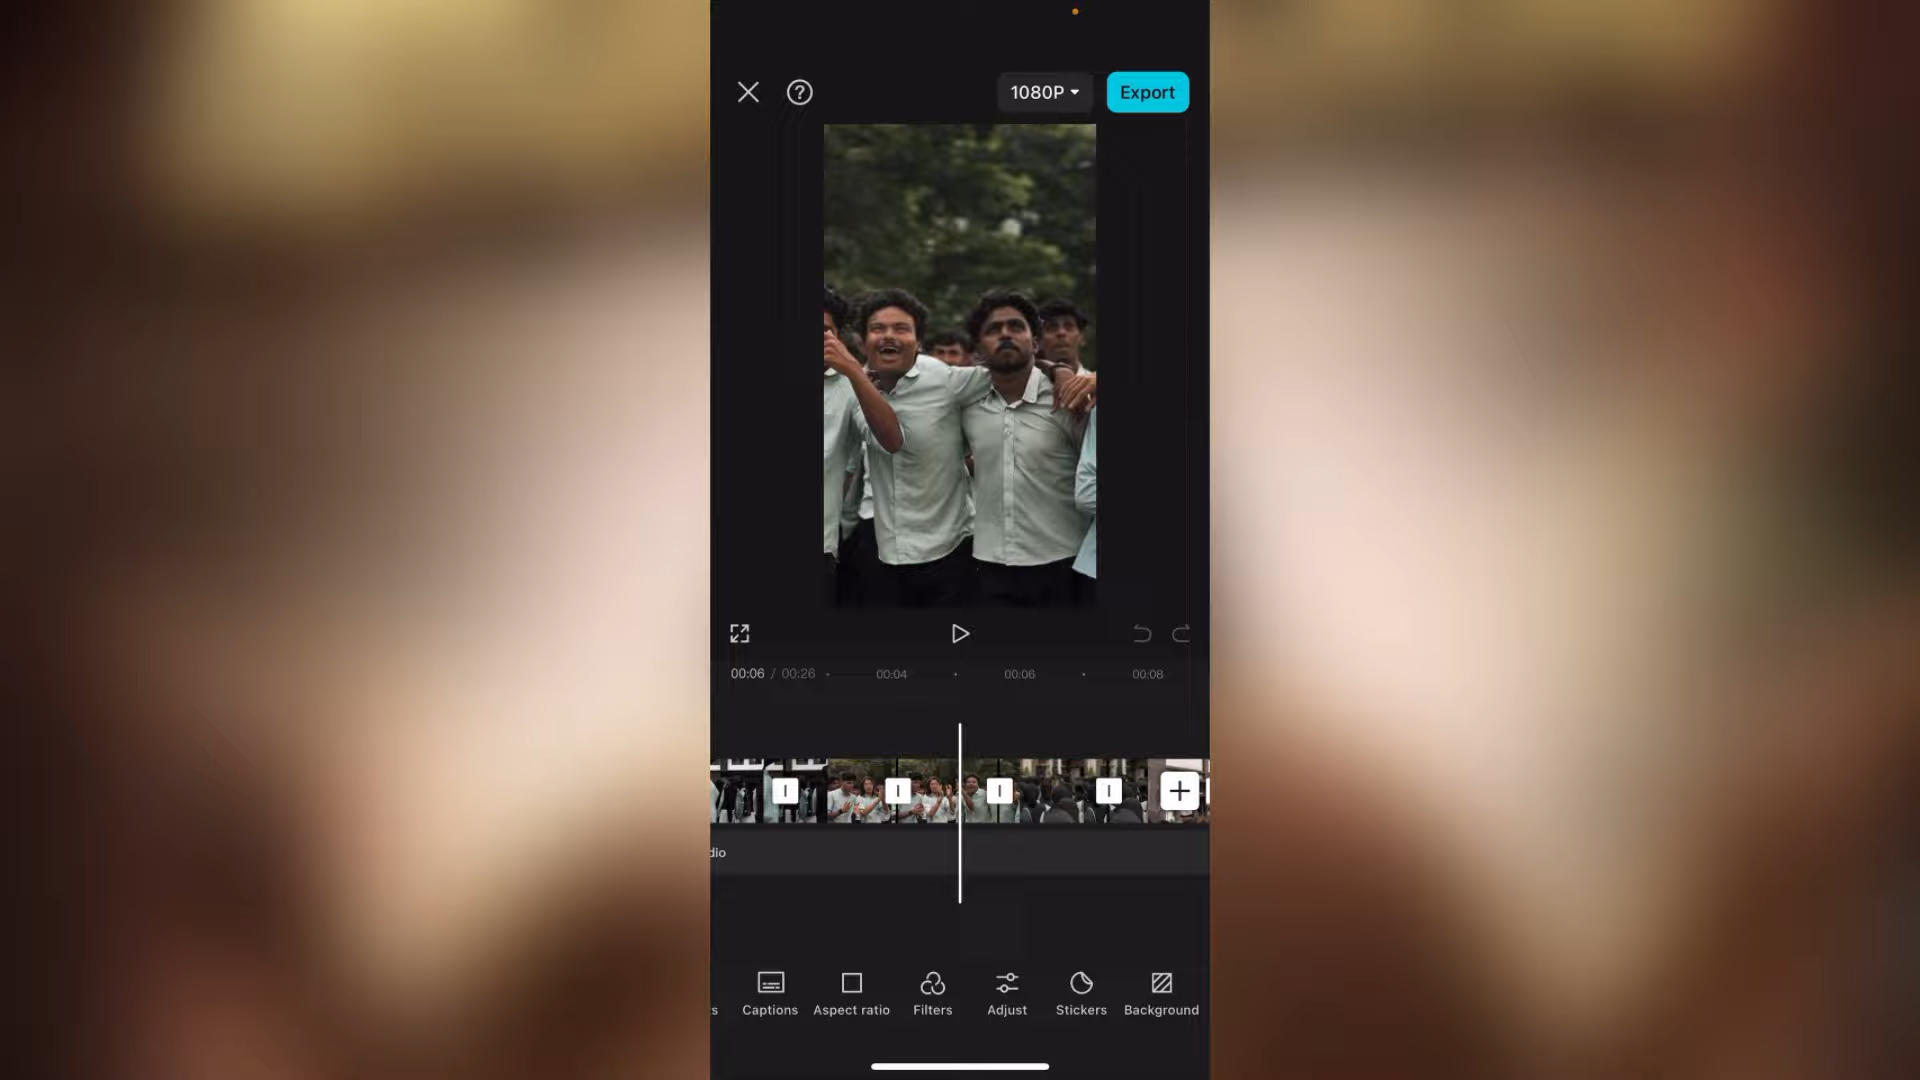 1080P
Export
00:06 / 00:26
00:04
00:06
00:08
dio
s
Captions
Aspect ratio
Filters
Adjust
Stickers
Background